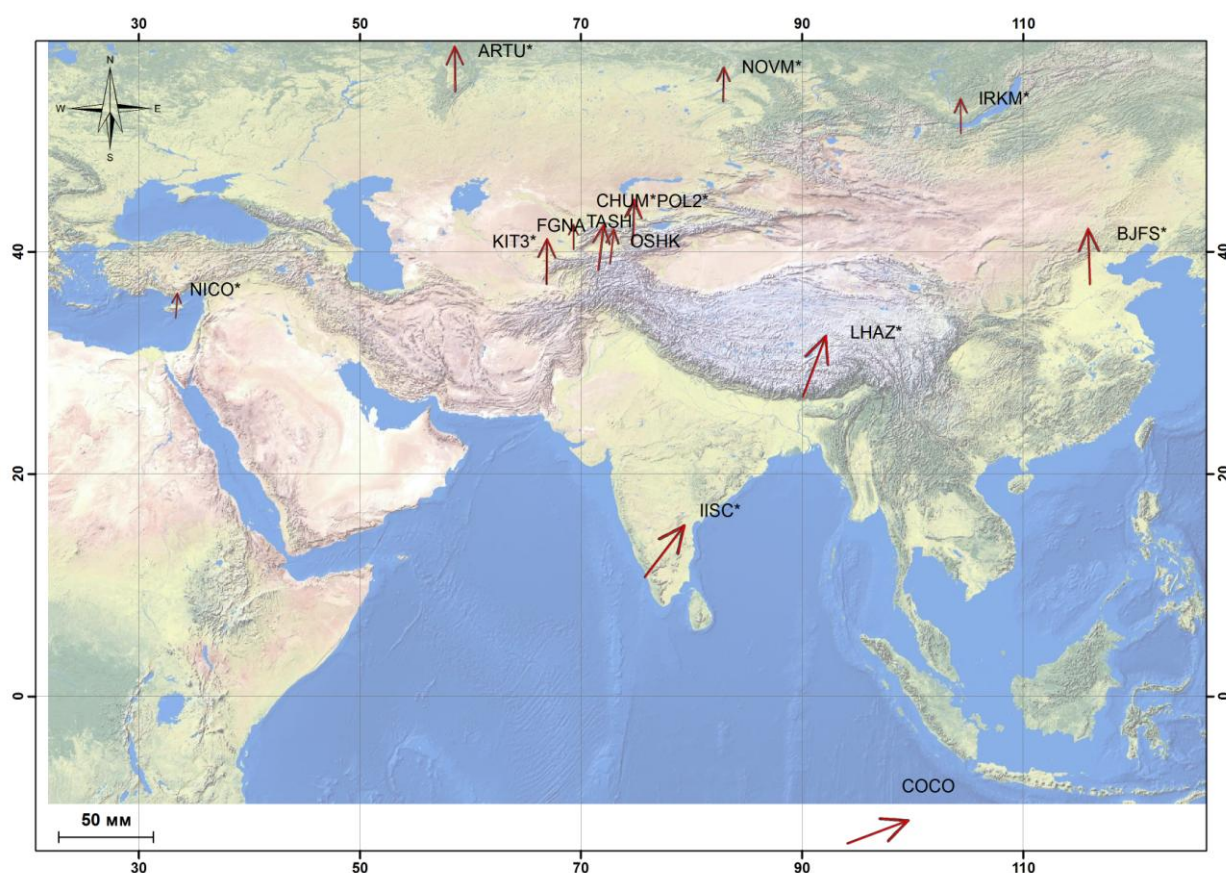 30 50 70 90 110
ARTU*
N
NOVM*
W E
IRKM*
S
CHUM*POL2*
FGNA TASH
BJFS*
KIT3* OSHK
40 40
NICO*
LHAZ*
20 20
IISC*
0 0
COCO
50 мм
30 50 70 90 110